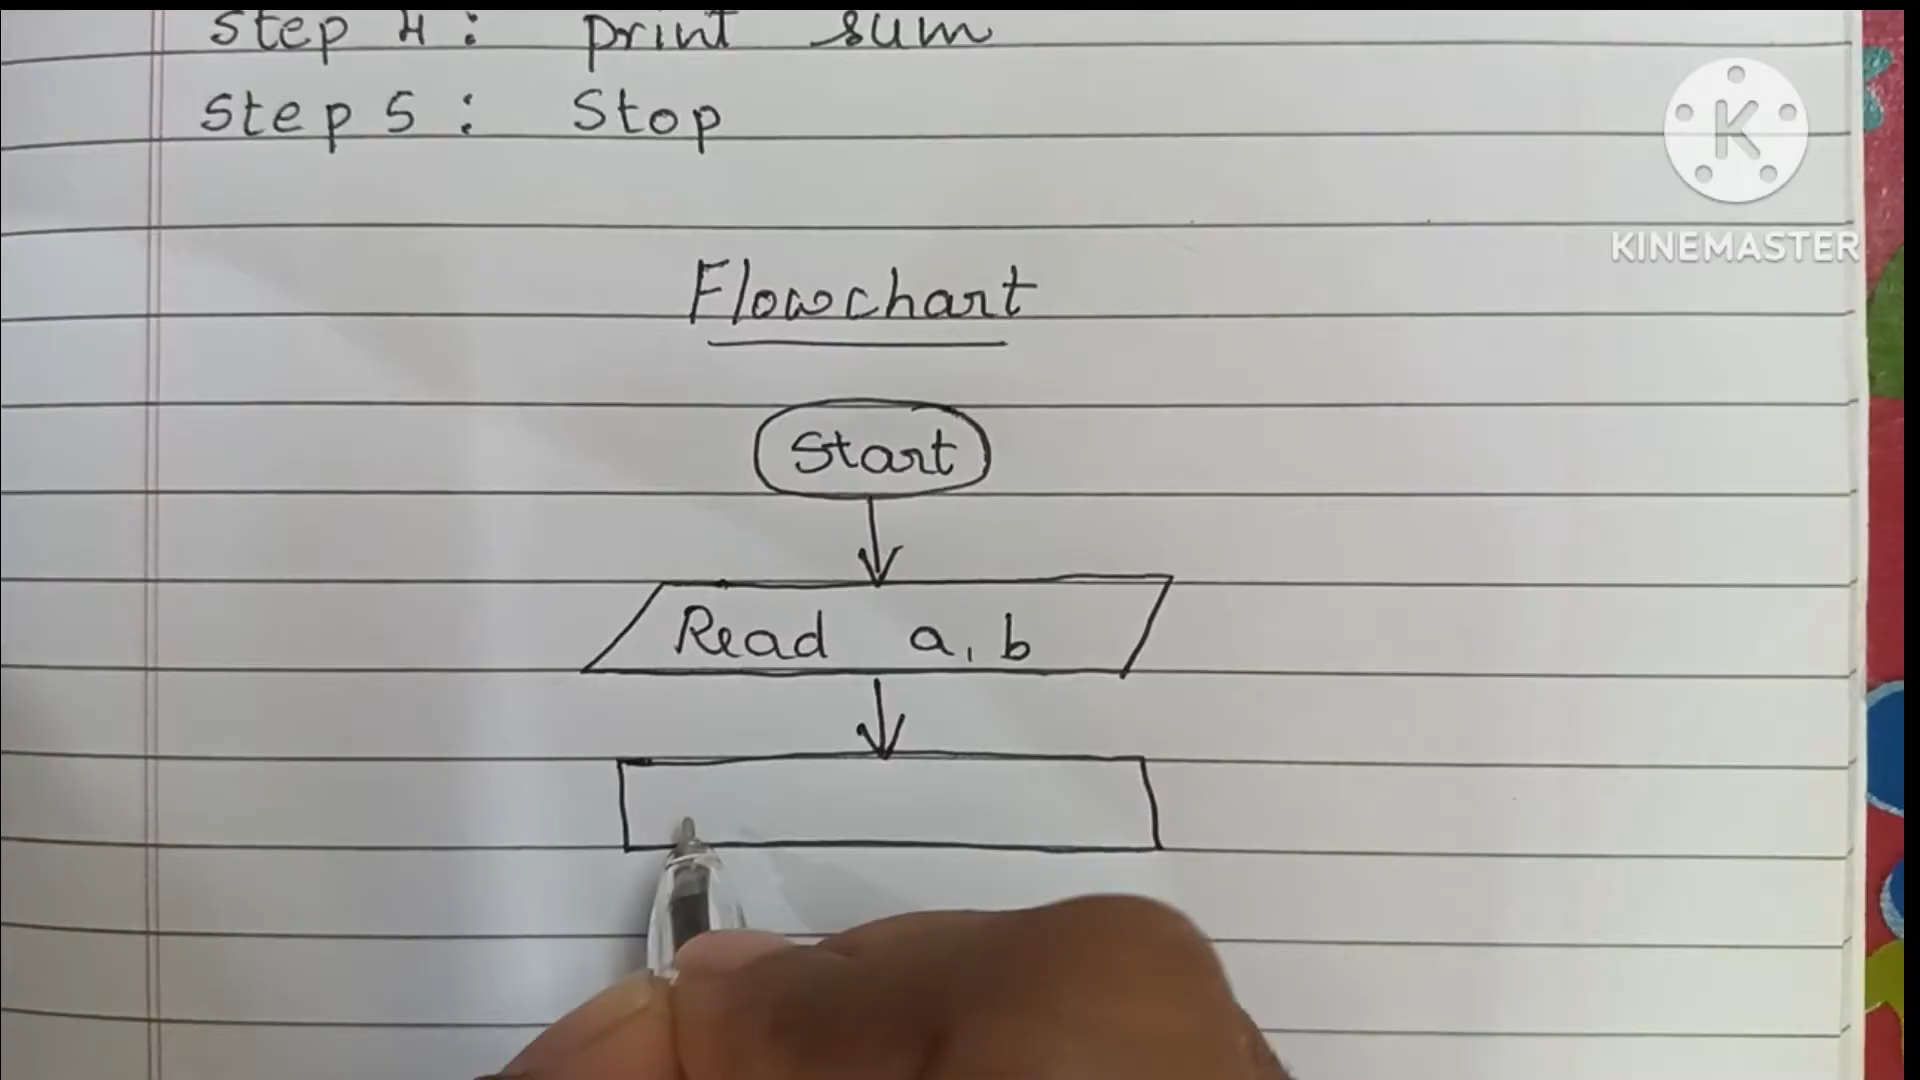 Step 4: print sum
Step 5: Stop
KINEMASTER
Flowchart
Start
Read a, b